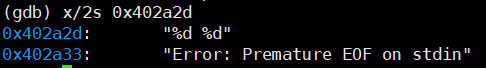 (gdb) x/2s 0x402a2d
0x402a2d: "%d %d"
0x402a33: "Error: Premature EOF on stdin"